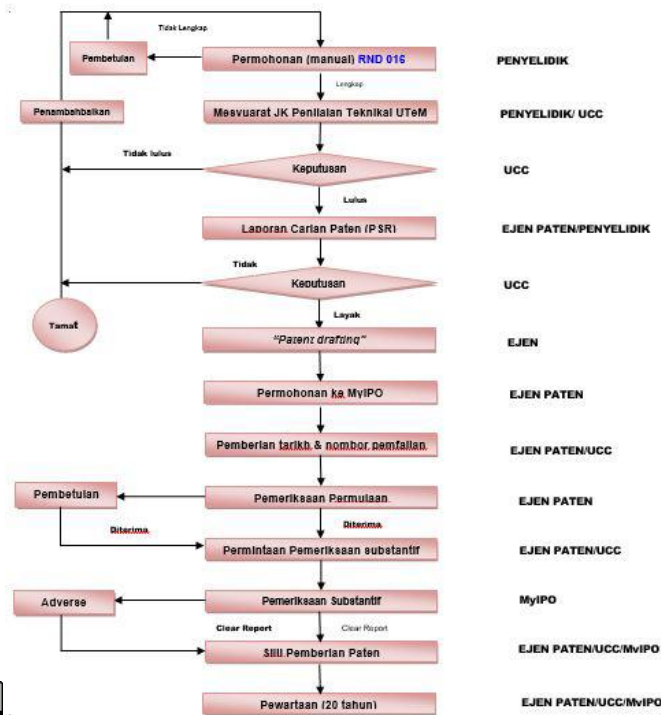 Tidak Lengkap
Pembetulan
Permohonan (manual) RND 016
PENYELIDIK
Lengkap
Penambahbaikan
Mesyuarat JK Penilaian Teknikal UTeM
PENYELIDIK/ UCC
Tidak lulus
Keputusan
UCC
Lulus
Laporan Carian Paten (PSR)
EJEN PATEN/PENYELIDIK
Tidak
Keputusan
UCC
Layak
Tamat
"Patent drafting"
EJEN
Permohonan ke MyIPO
EJEN PATEN
Pemberian tarikh & nombor pemfailan
EJEN PATEN/UCC
Pembetulan
Pemeriksaan Permulaan
EJEN PATEN
Diterima
Diterima
Permintaan Pemeriksaan substantif
EJEN PATEN/UCC
Adverse
Pemeriksaan Substantif
MyIPO
Clear Report
Clear Report
Sijil Pemberian Paten
EJEN PATEN/UCC/MyIPO
Pewartaan (20 tahun)
EJEN PATEN/UCC/MyIPO